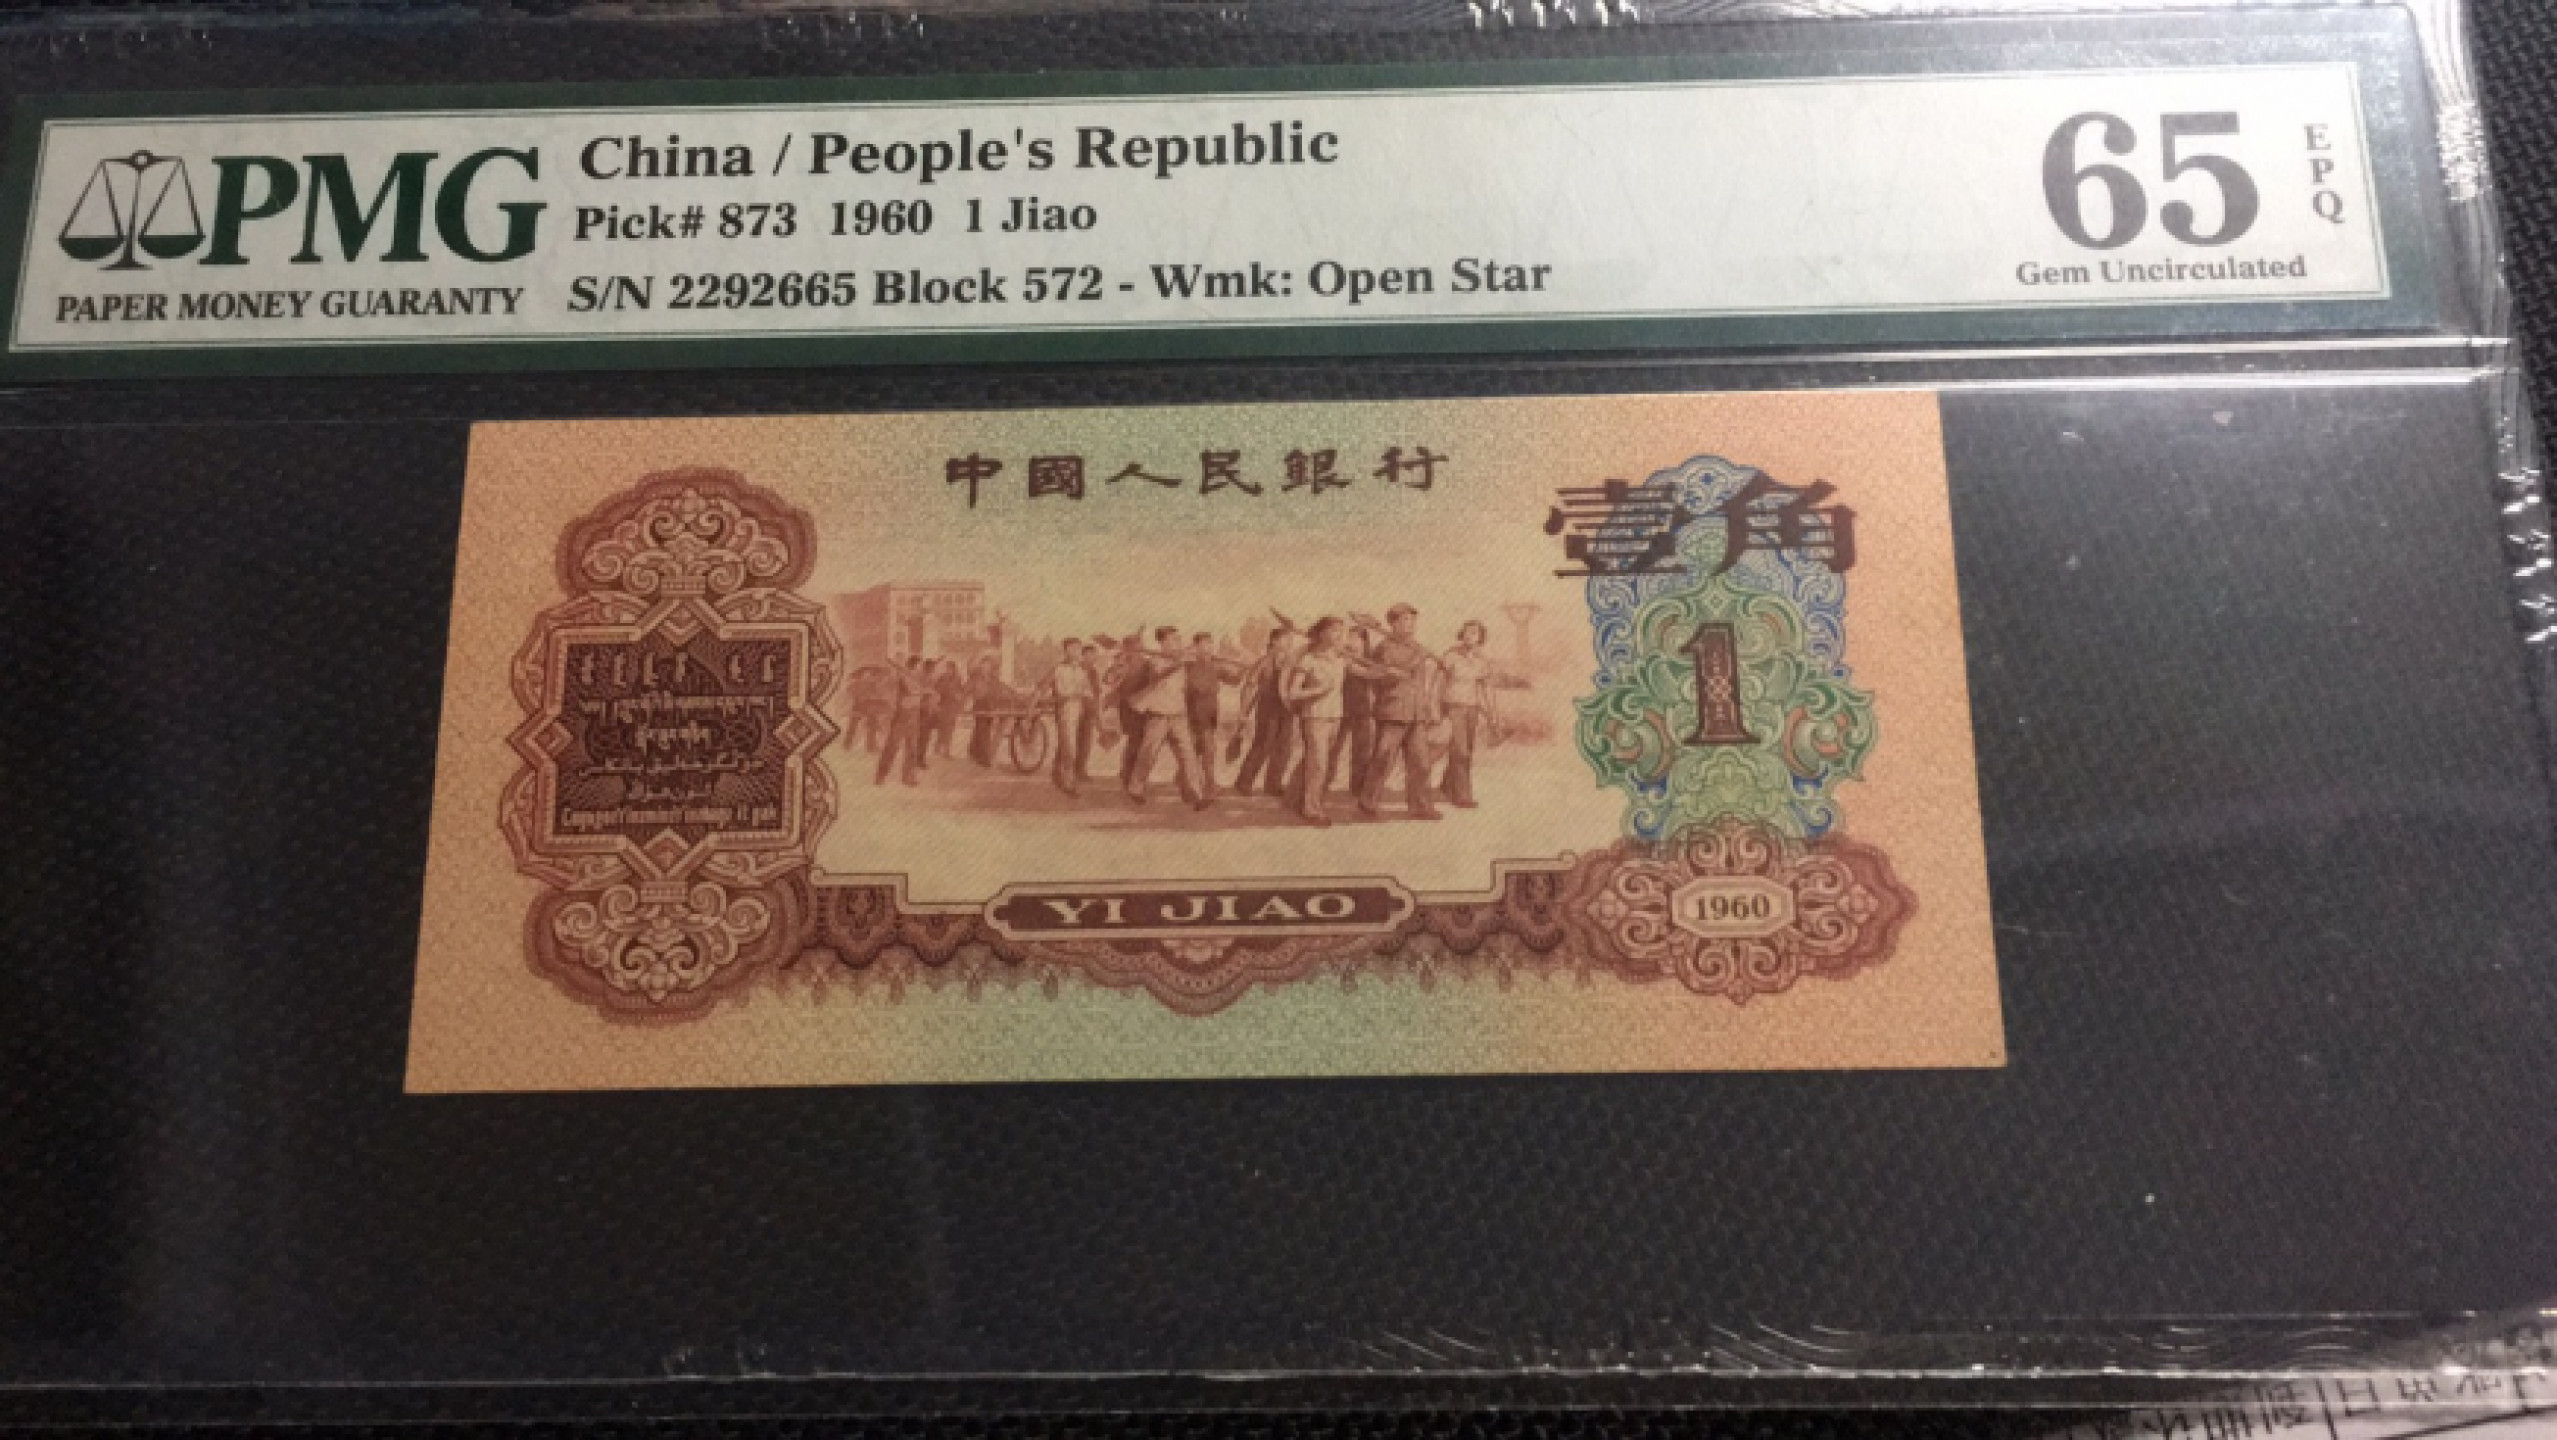 PMG
PAPER MONEY GUARANTY
China / People's Republic
Pick# 873 1960 1 Jiao
S/N 2292665 Block 572 - Wmk: Open Star
65
EPQ
Gem Uncirculated
中國人民銀行
壹角
1
YI JIAO
1960